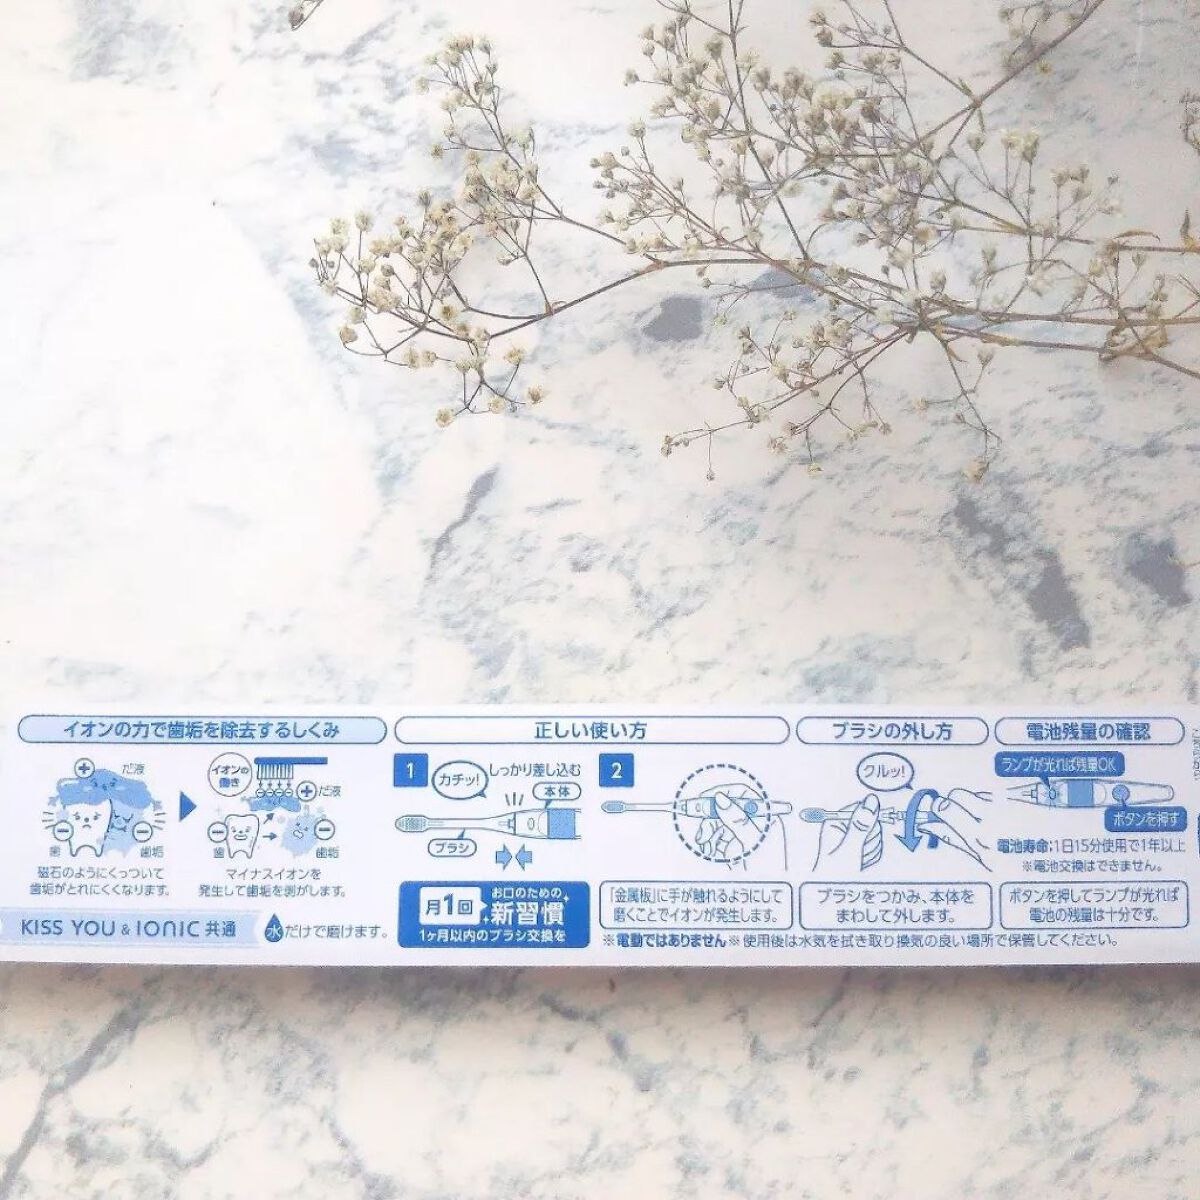 イオンの力で歯垢を除去するしくみ
だ液
歯
歯垢
磁石のようにくっついて
歯垢がとれにくくなります。
イオンの
働き
だ液
歯
歯垢
マイナスイオンを
発生して歯垢を剥がします。
KISS YOU & IONIC 共通
水だけで磨けます。
正しい使い方
1
カチッ!
しっかり差し込む
本体
ブラシ
月1回
お口のための
新習慣
1ヶ月以内のブラシ交換を
2
「金属板」に手が触れるようにして
磨くことでイオンが発生します。
ブラシの外し方
クルッ!
ブラシをつかみ、本体を
まわして外します。
電池残量の確認
ランプが光れば残量OK
ボタンを押す
電池寿命:1日15分使用で1年以上
※電池交換はできません。
ボタンを押してランプが光れば
電池の残量は十分です。
※電動ではありません ※使用後は水気を拭き取り換気の良い場所で保管してください。